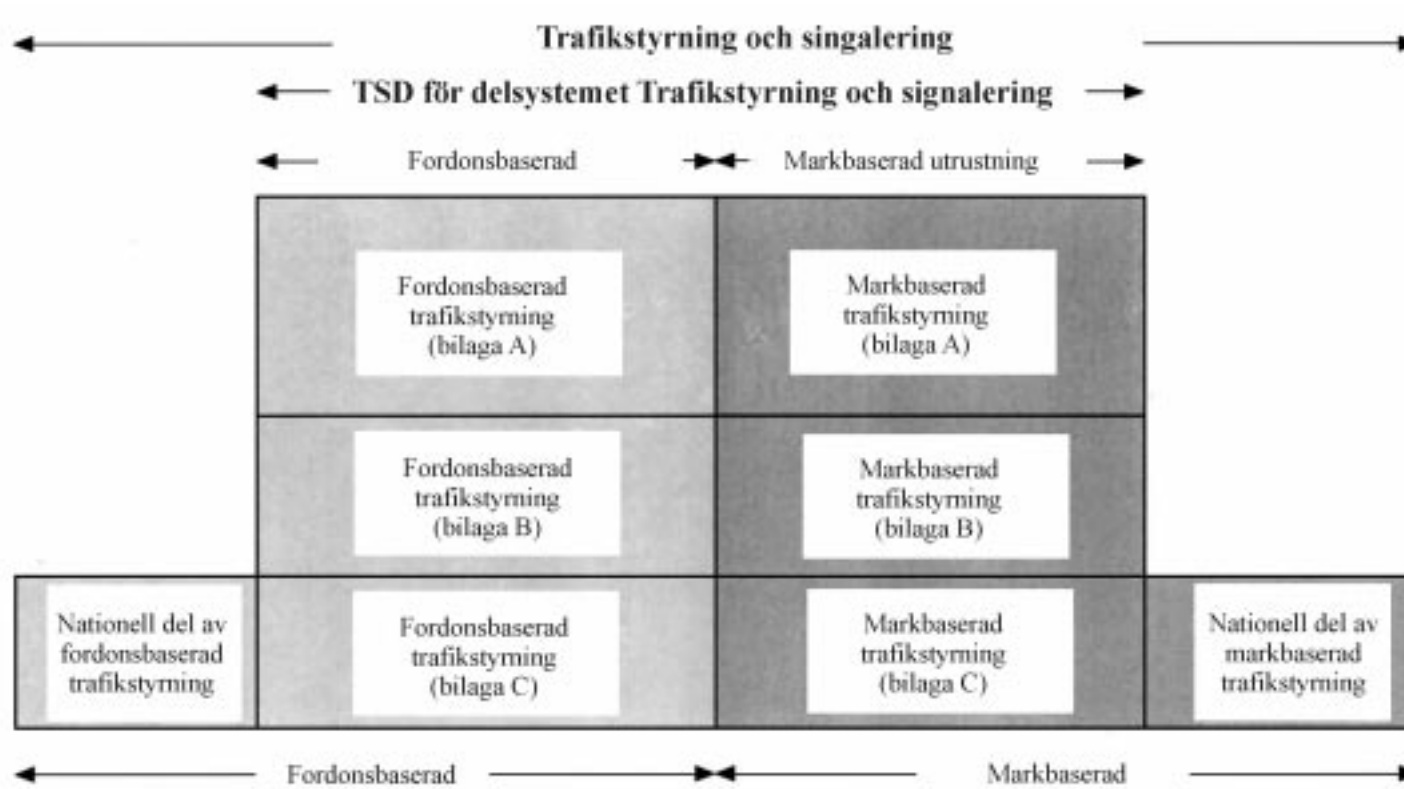 Trafikstyrning och singalering
TSD för delsystemet Trafikstyrning och signalering
Fordonsbaserad
Markbaserad utrustning
Fordonsbaserad
trafikstyrning
(bilaga A)
Markbaserad
trafikstyrning
(bilaga A)
Fordonsbaserad
trafikstyrning
(bilaga B)
Markbaserad
trafikstyrning
(bilaga B)
Nationell del av
fordonsbaserad
trafikstyrning
Fordonsbaserad
trafikstyrning
(bilaga C)
Markbaserad
trafikstyrning
(bilaga C)
Nationell del av
markbaserad
trafikstyrning
Fordonsbaserad
Markbaserad